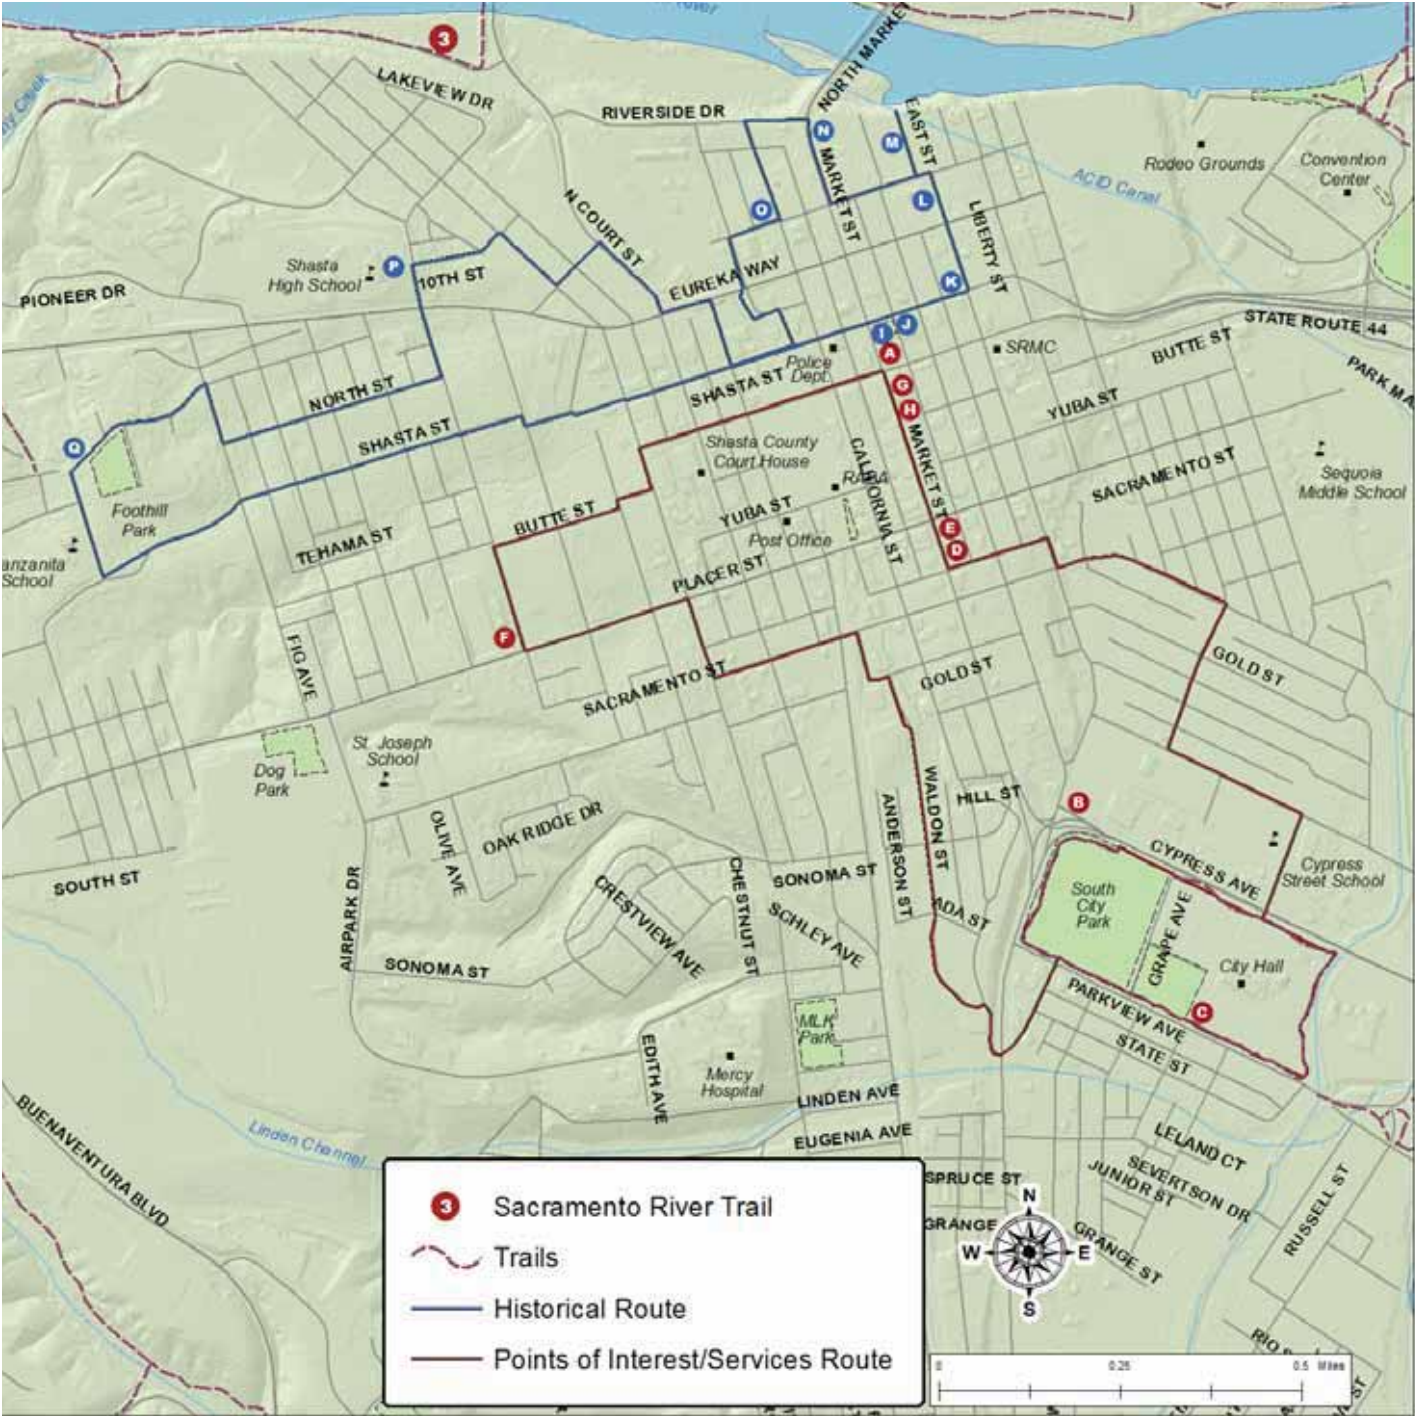 River
3
NORTH MARKET
LAKEVIEW DR
RIVERSIDE DR
EAST ST
N
M
MARKET ST
Rodeo Grounds
Convention
Center
ACID Canal
O
L
LIBERTY ST
N COURT ST
P
Shasta
High School
10TH ST
EUREKA WAY
K
PIONEER DR
STATE ROUTE 44
I
J
A
Police
Dept.
SRMC
BUTTE ST
PARK MA
SHASTA ST
G
H
NORTH ST
YUBA ST
SHASTA ST
Q
Shasta County
Court House
CALIFORNIA ST
MARKET ST
RABA
SACRAMENTO ST
Sequoia
Middle School
Foothill
Park
BUTTE ST
YUBA ST
Post Office
E
D
TEHAMA ST
anzanita
School
PLACER ST
F
FIG AVE
SACRAMENTO ST
GOLD ST
GOLD ST
St. Joseph
School
Dog
Park
OLIVE AVE
OAK RIDGE DR
ANDERSON ST
WALDON ST
HILL ST
B
CYPRESS AVE
Cypress
Street School
SOUTH ST
AIRPARK DR
CRESTVIEW AVE
CHESTNUT ST
SONOMA ST
SCHLEY AVE
ADA ST
South
City
Park
GRAPE AVE
City Hall
SONOMA ST
C
PARKVIEW AVE
STATE ST
MLK
Park
EDITH AVE
Mercy
Hospital
LINDEN AVE
EUGENIA AVE
BUENAVENTURA BLVD
Linden Channel
LELAND CT
SEVERTSON DR
JUNIOR ST
SPRUCE ST
GRANGE
GRANGE ST
RUSSELL ST
N
W
E
S
3 Sacramento River Trail
Trails
Historical Route
Points of Interest/Services Route
RIO
0 0.25 0.5 Miles
ST